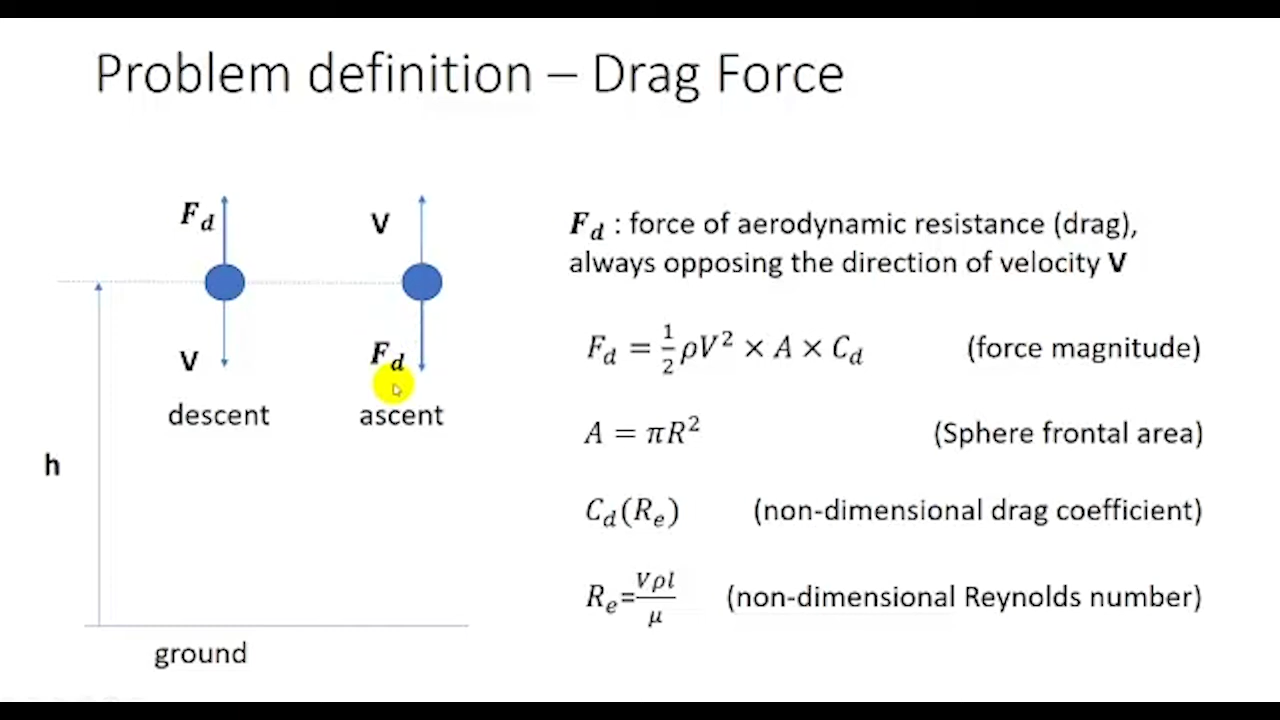 Problem definition – Drag Force
F_d
V
V
F_d
descent
ascent
h
ground
F_d : force of aerodynamic resistance (drag),
always opposing the direction of velocity V
F_d = 1/2 ρV² × A × C_d (force magnitude)
A = πR² (Sphere frontal area)
C_d(R_e) (non-dimensional drag coefficient)
R_e=Vρl/μ (non-dimensional Reynolds number)